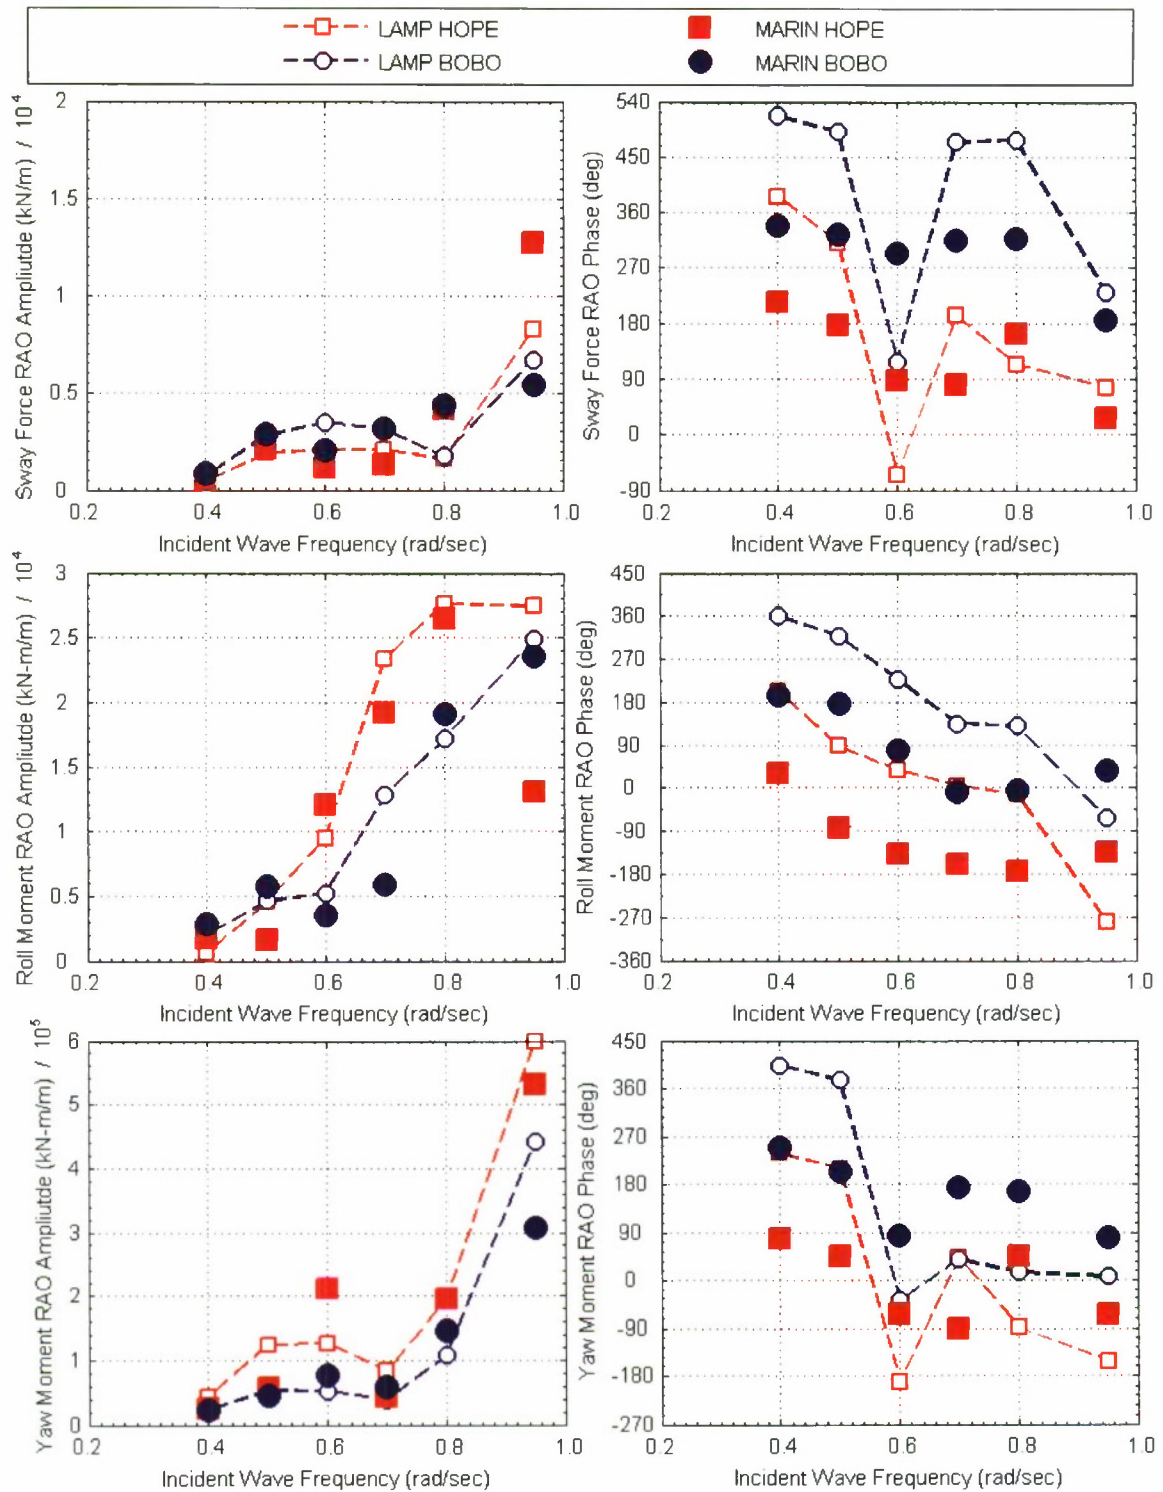 LAMP HOPE MARIN HOPE
LAMP BOBO MARIN BOBO
Sway Force RAO Ampliutde (kN/m) / 10^4
2
1.5
1
0.5
0
0.2 0.4 0.6 0.8 1.0
Incident Wave Frequency (rad/sec)
Sway Force RAO Phase (deg)
540
450
360
270
180
90
0
-90
0.2 0.4 0.6 0.8 1.0
Incident Wave Frequency (rad/sec)
Roll Moment RAO Ampliutde (kN-m/m) / 10^4
3
2.5
2
1.5
1
0.5
0
0.2 0.4 0.6 0.8 1.0
Incident Wave Frequency (rad/sec)
Roll Moment RAO Phase (deg)
450
360
270
180
90
0
-90
-180
-270
-360
0.2 0.4 0.6 0.8 1.0
Incident Wave Frequency (rad/sec)
Yaw Moment RAO Ampliutde (kN-m/m) / 10^5
6
5
4
3
2
1
0
0.2 0.4 0.6 0.8 1.0
Incident Wave Frequency (rad/sec)
Yaw Moment RAO Phase (deg)
450
360
270
180
90
0
-90
-180
-270
0.2 0.4 0.6 0.8 1.0
Incident Wave Frequency (rad/sec)